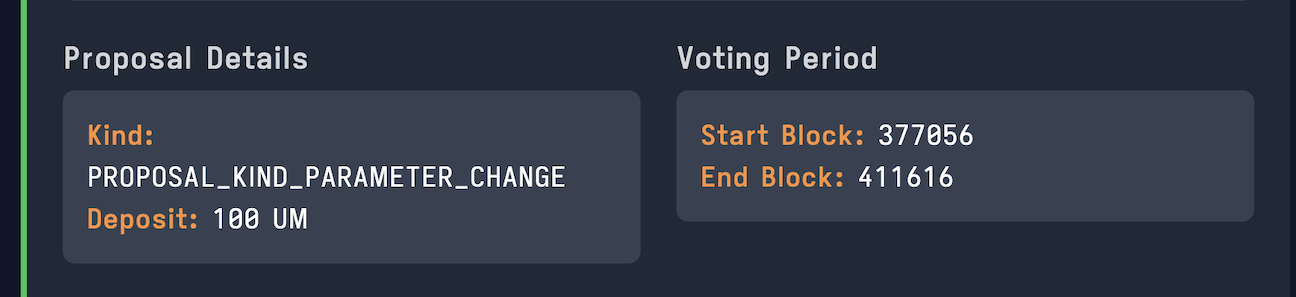 Proposal Details
Kind:
PROPOSAL_KIND_PARAMETER_CHANGE
Deposit: 100 UM
Voting Period
Start Block: 377056
End Block: 411616